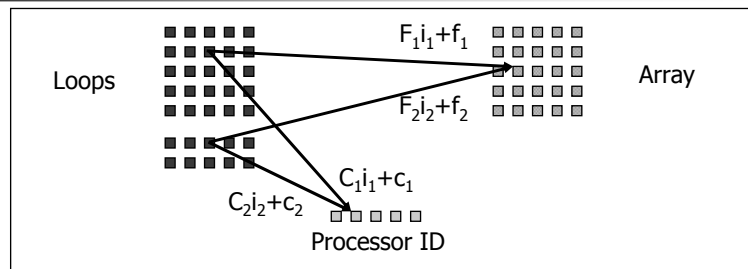 F₁i₁+f₁
Loops
Array
F₂i₂+f₂
C₁i₁+c₁
C₂i₂+c₂
Processor ID